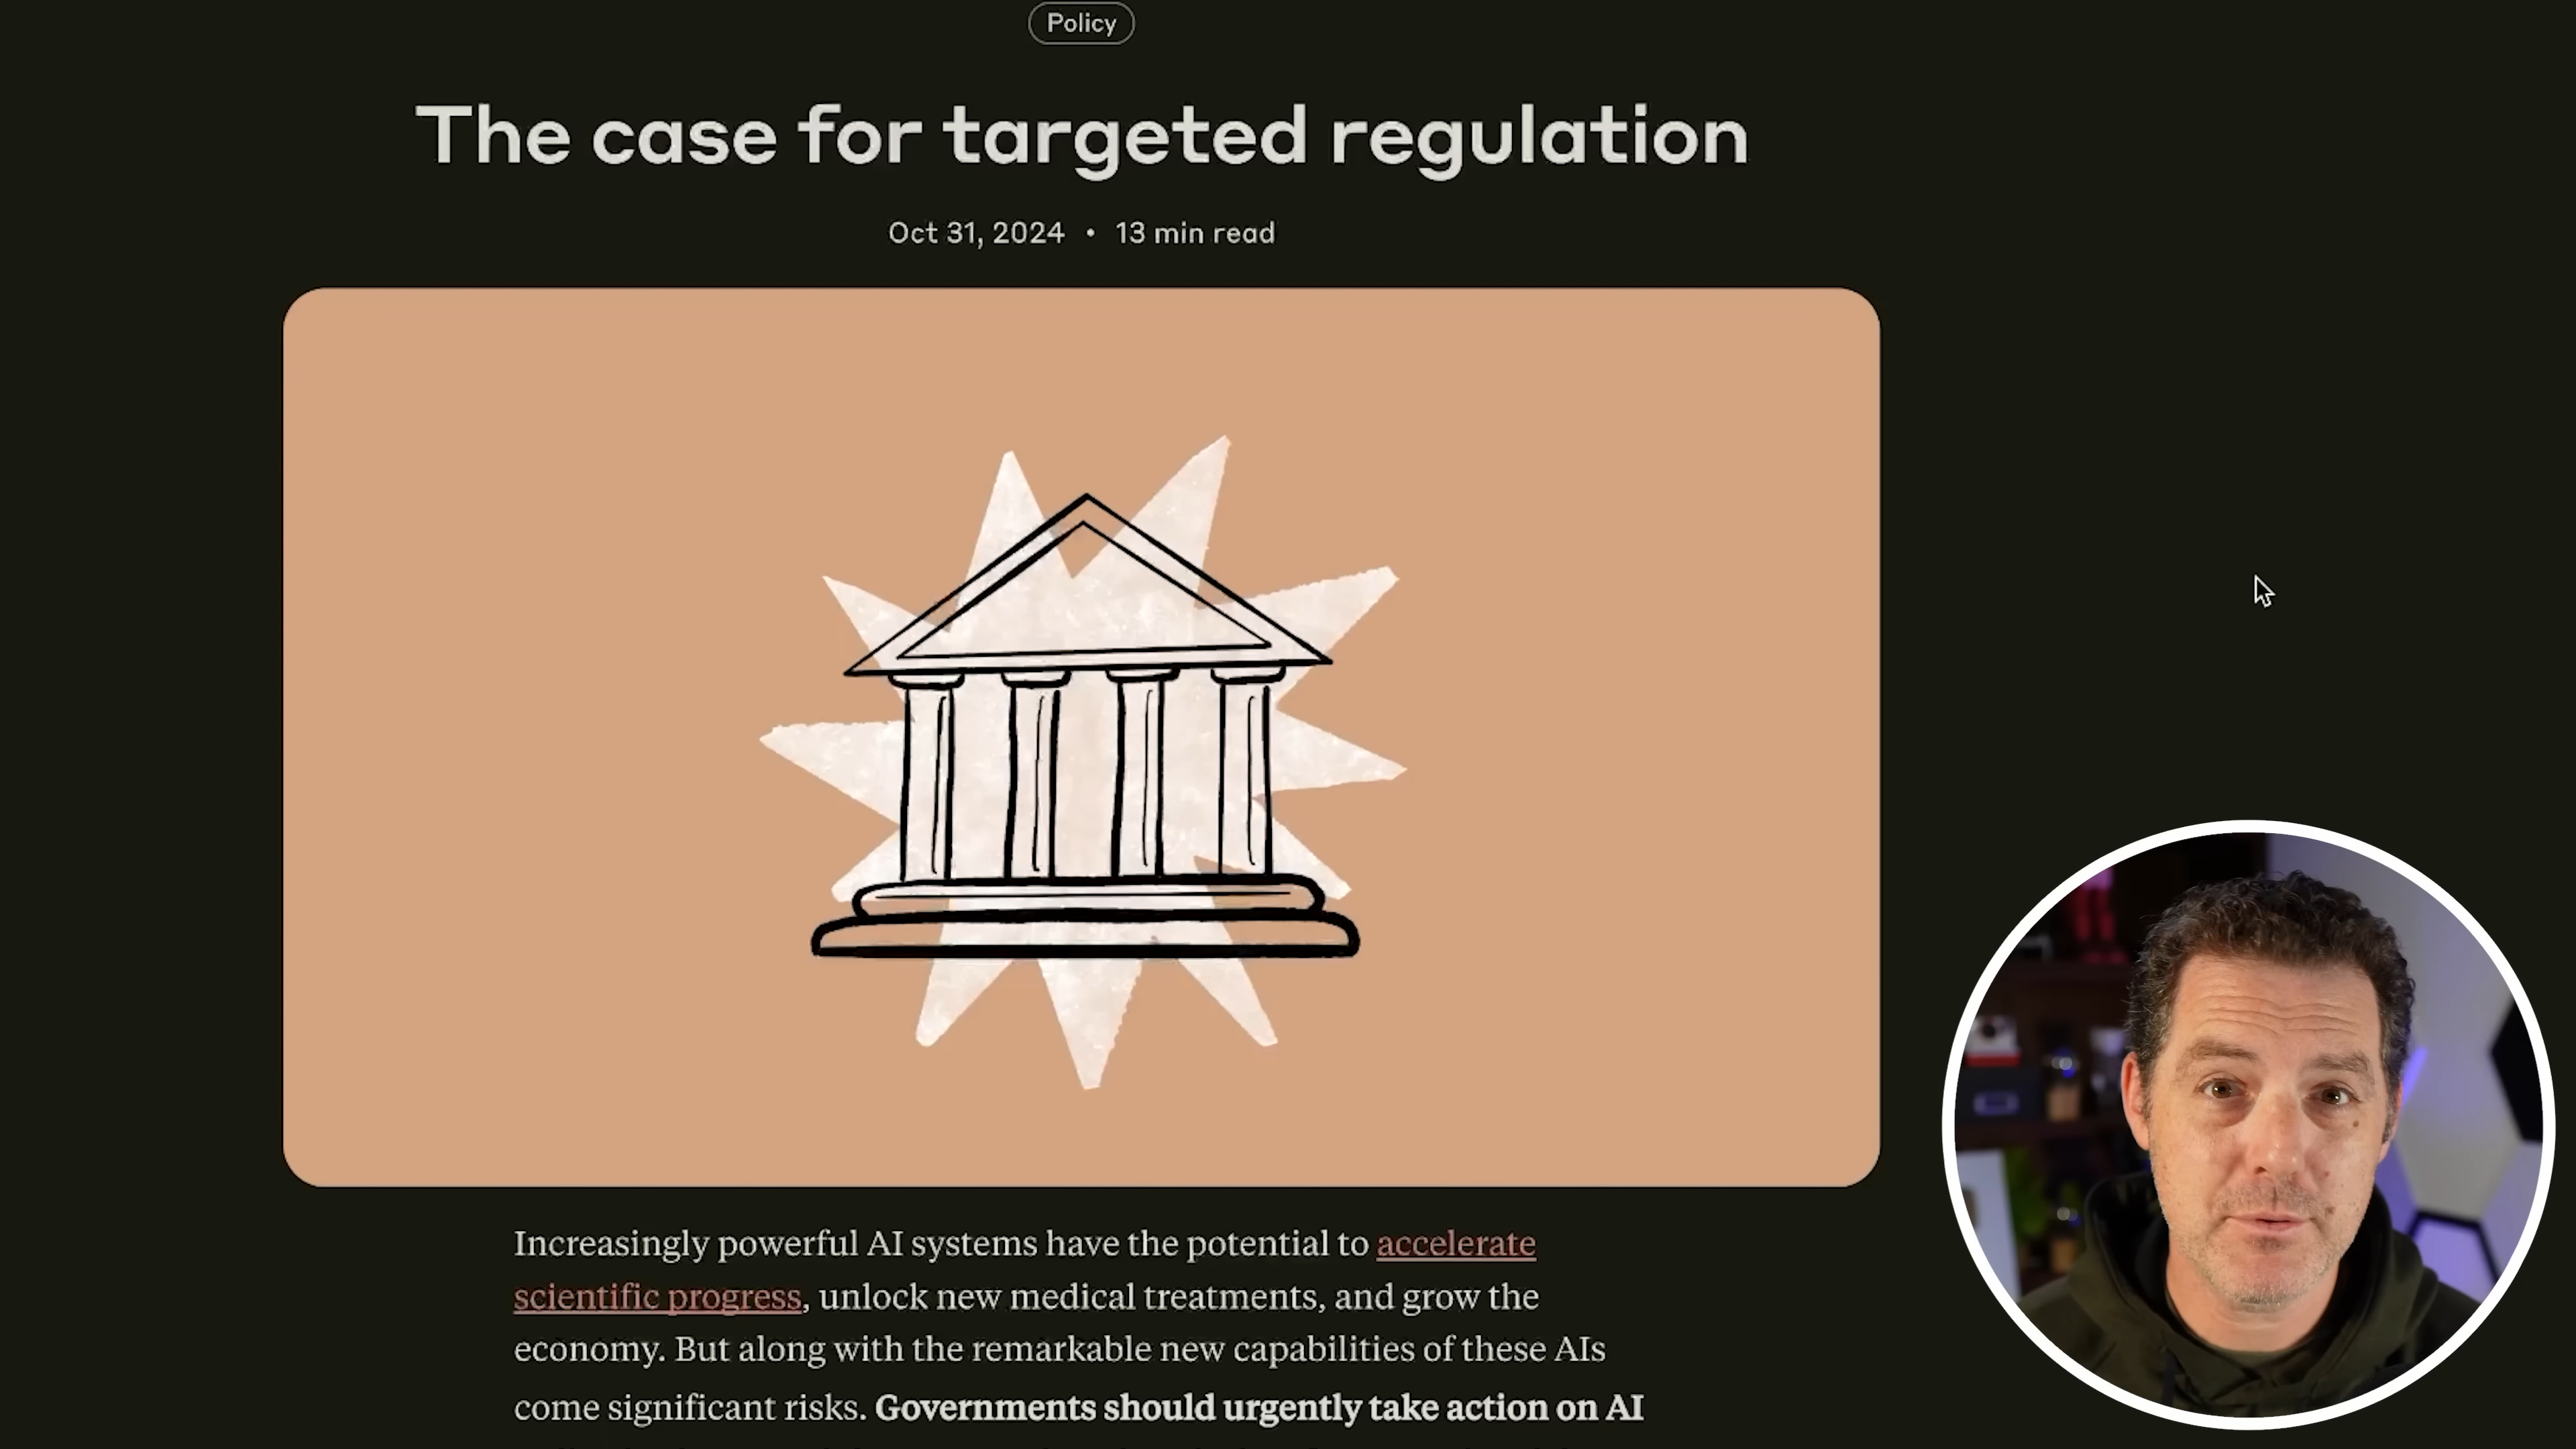 Policy
The case for targeted regulation
Oct 31, 2024 • 13 min read
Increasingly powerful AI systems have the potential to accelerate
scientific progress, unlock new medical treatments, and grow the
economy. But along with the remarkable new capabilities of these AIs
come significant risks. Governments should urgently take action on AI